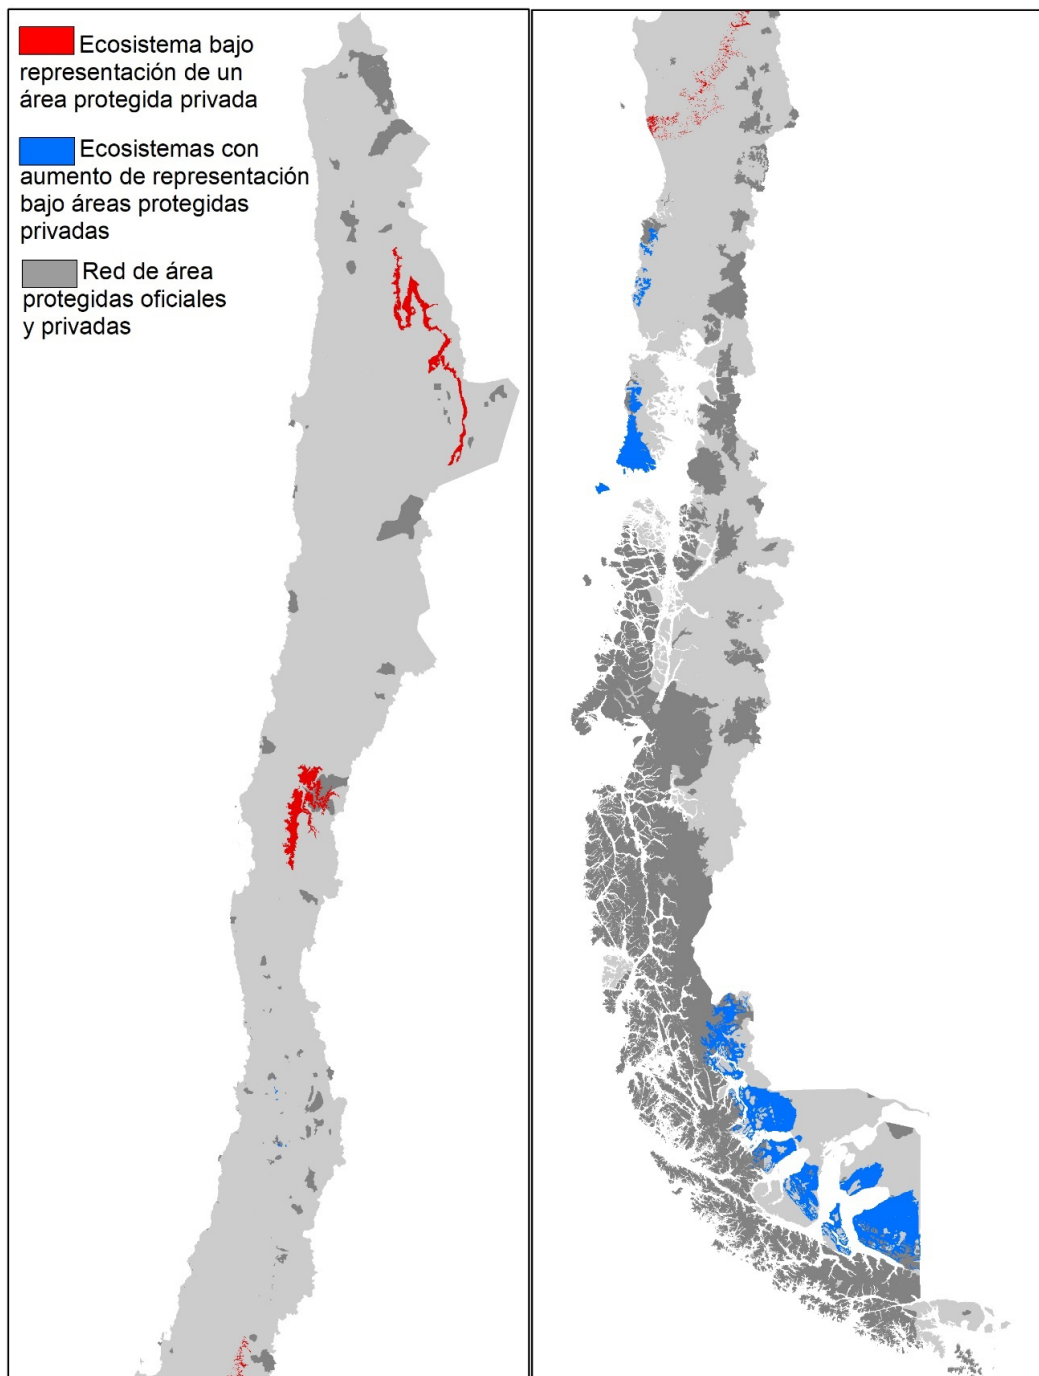 Ecosistema bajo
representación de un
área protegida privada
Ecosistemas con
aumento de representación
bajo áreas protegidas
privadas
Red de área
protegidas oficiales
y privadas